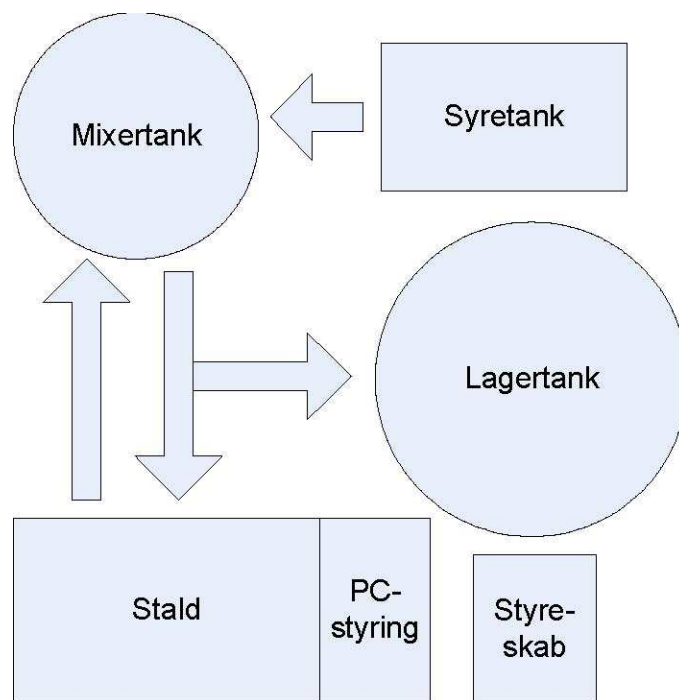 Mixertank
Syretank
Lagertank
Stald
PC-
styring
Styre-
skab